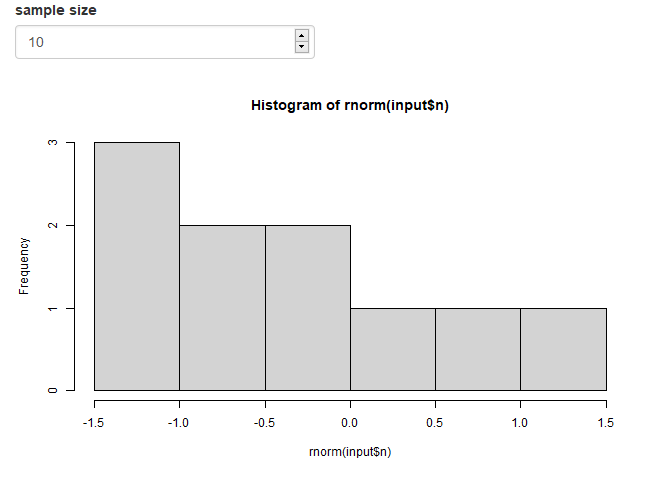 sample size
10
Histogram of rnorm(input$n)
3
2
1
0
Frequency
-1.5 -1.0 -0.5 0.0 0.5 1.0 1.5
rnorm(input$n)